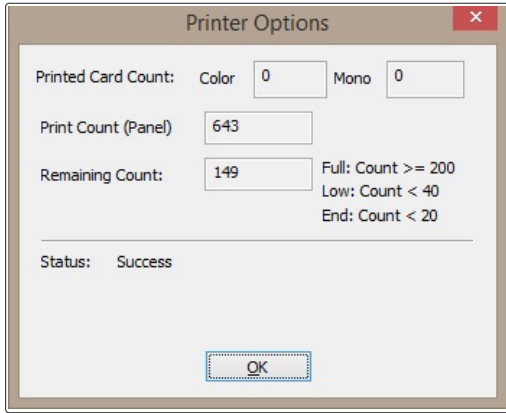 Printer Options
Printed Card Count: Color 0 Mono 0
Print Count (Panel) 643
Remaining Count: 149
Full: Count >= 200
Low: Count < 40
End: Count < 20
Status: Success
OK